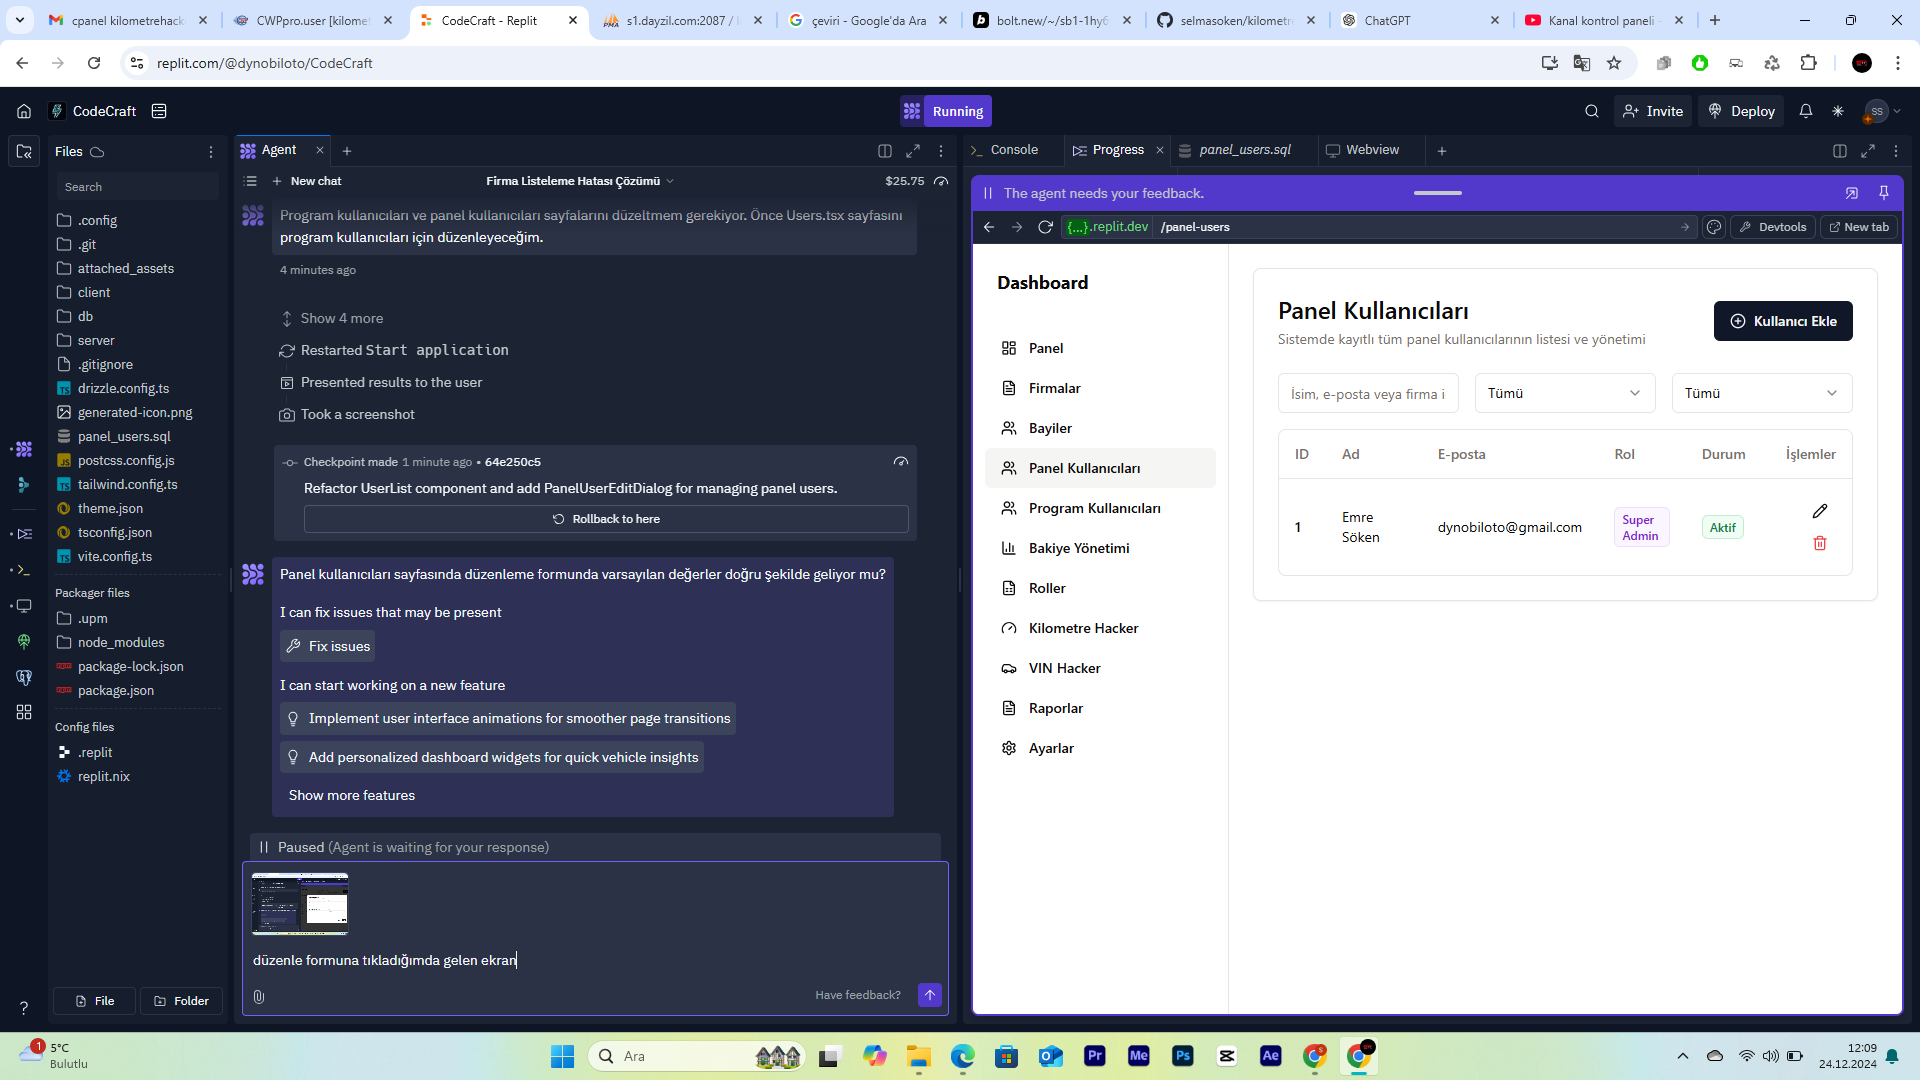 cpanel kilometrehack
CWPpro.user [kilomet
CodeCraft - Replit
s1.dayzil.com:2087 /
çeviri - Google'da Ara
bolt.new/~/sb1-1hy6
selmasoken/kilometre
ChatGPT
Kanal kontrol paneli -
replit.com/@dynobiloto/CodeCraft
CodeCraft
Running
Invite
Deploy
SS
Files
Search
.config
.git
attached_assets
client
db
server
.gitignore
drizzle.config.ts
generated-icon.png
panel_users.sql
postcss.config.js
tailwind.config.ts
theme.json
tsconfig.json
vite.config.ts
Packager files
.upm
node_modules
package-lock.json
package.json
Config files
.replit
replit.nix
File
Folder
Agent
New chat
Firma Listeleme Hatası Çözümü
$25.75
Program kullanıcıları ve panel kullanıcıları sayfalarını düzeltmem gerekiyor. Önce Users.tsx sayfasını
program kullanıcıları için düzenleyeceğim.
4 minutes ago
Show 4 more
Restarted Start application
Presented results to the user
Took a screenshot
Checkpoint made 1 minute ago • 64e250c5
Refactor UserList component and add PanelUserEditDialog for managing panel users.
Rollback to here
Panel kullanıcıları sayfasında düzenleme formunda varsayılan değerler doğru şekilde geliyor mu?
I can fix issues that may be present
Fix issues
I can start working on a new feature
Implement user interface animations for smoother page transitions
Add personalized dashboard widgets for quick vehicle insights
Show more features
Paused (Agent is waiting for your response)
düzenle formuna tıkladığımda gelen ekran
Have feedback?
Console
Progress
panel_users.sql
Webview
The agent needs your feedback.
{...}.replit.dev
/panel-users
Devtools
New tab
Dashboard
Panel
Firmalar
Bayiler
Panel Kullanıcıları
Program Kullanıcıları
Bakiye Yönetimi
Roller
Kilometre Hacker
VIN Hacker
Raporlar
Ayarlar
Panel Kullanıcıları
Sistemde kayıtlı tüm panel kullanıcılarının listesi ve yönetimi
Kullanıcı Ekle
İsim, e-posta veya firma i
Tümü
Tümü
ID Ad E-posta Rol Durum İşlemler
1 Emre Söken dynobiloto@gmail.com Super Admin Aktif
1
5°C
Bulutlu
Ara
Pr
Me
Ps
Ae
12:09
24.12.2024